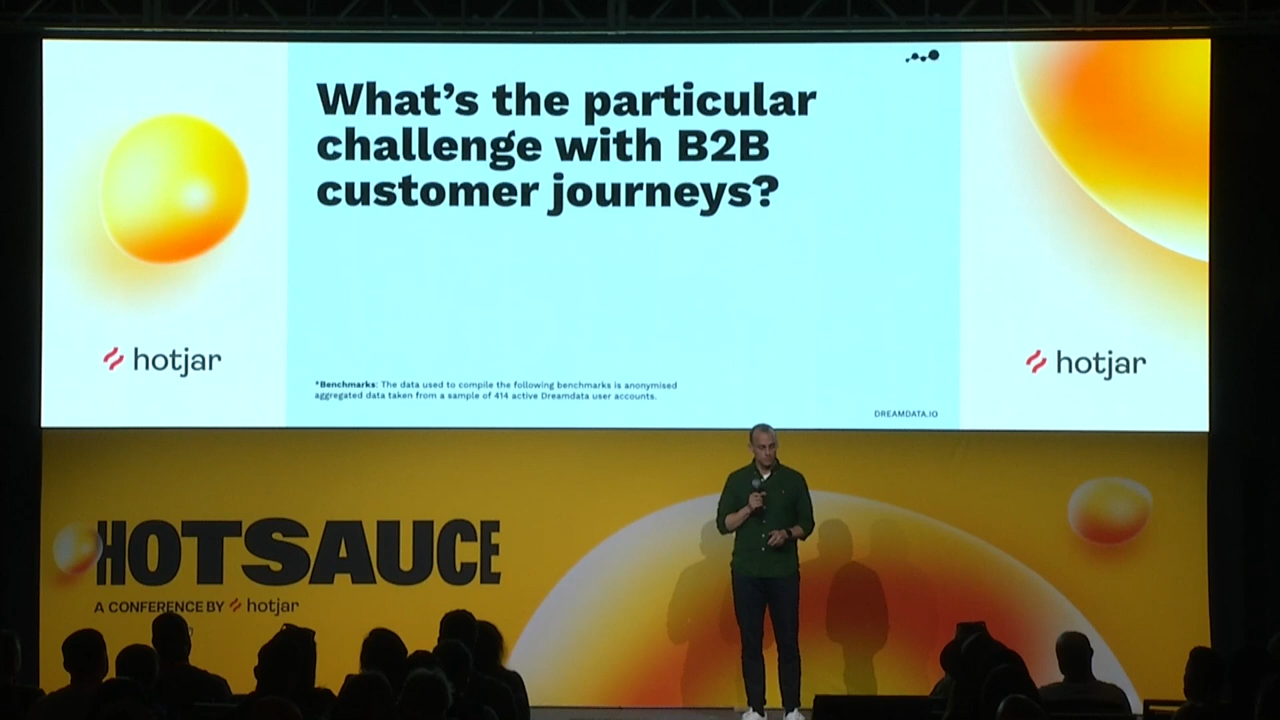 What's the particular
challenge with B2B
customer journeys?
hotjar
hotjar
*Benchmarks: The data used to compile the following benchmarks is anonymised
aggregated data taken from a sample of 414 active Dreamdata user accounts.
DREAMDATA.IO
HOTSAUCE
A CONFERENCE BY hotjar